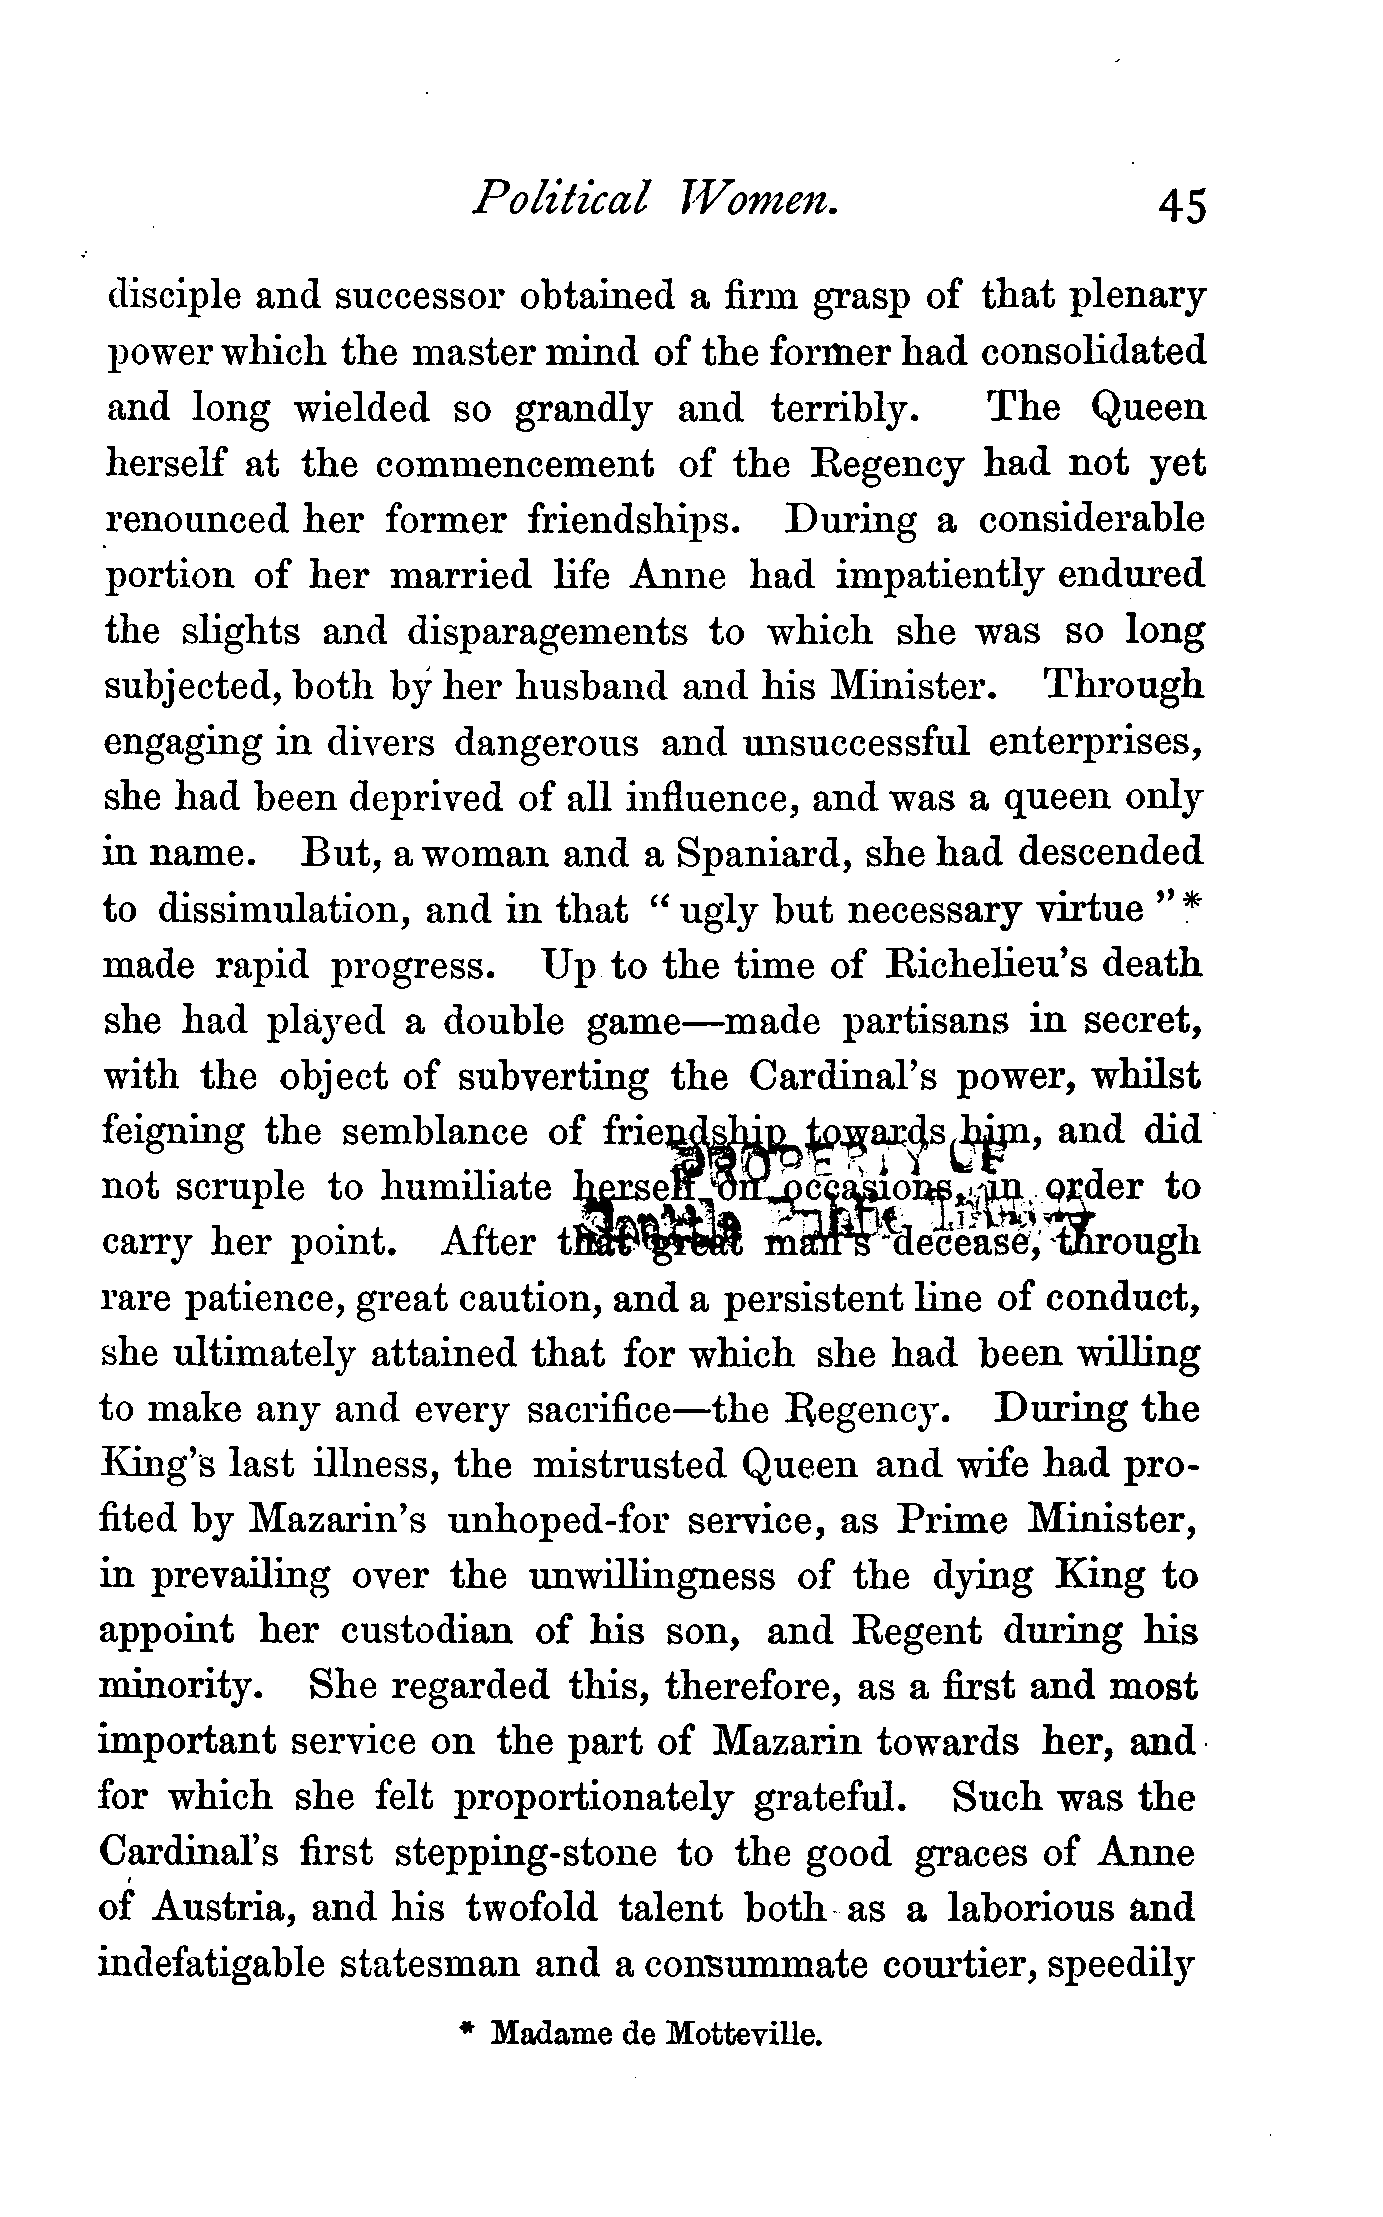 Political Women. 45
disciple and successor obtained a firm grasp of that plenary
power which the master mind of the former had consolidated
and long wielded so grandly and terribly. The Queen
herself at the commencement of the Regency had not yet
renounced her former friendships. During a considerable
portion of her married life Anne had impatiently endured
the slights and disparagements to which she was so long
subjected, both by her husband and his Minister. Through
engaging in divers dangerous and unsuccessful enterprises,
she had been deprived of all influence, and was a queen only
in name. But, a woman and a Spaniard, she had descended
to dissimulation, and in that “ ugly but necessary virtue ”*
made rapid progress. Up to the time of Richelieu’s death
she had played a double game—made partisans in secret,
with the object of subverting the Cardinal’s power, whilst
feigning the semblance of friendship towards him, and did
PROPERTY OF
not scruple to humiliate herself on occasions, in order to
Seattle Public Library
carry her point. After that great man’s decease, through
rare patience, great caution, and a persistent line of conduct,
she ultimately attained that for which she had been willing
to make any and every sacrifice—the Regency. During the
King’s last illness, the mistrusted Queen and wife had pro-
fited by Mazarin’s unhoped-for service, as Prime Minister,
in prevailing over the unwillingness of the dying King to
appoint her custodian of his son, and Regent during his
minority. She regarded this, therefore, as a first and most
important service on the part of Mazarin towards her, and
for which she felt proportionately grateful. Such was the
Cardinal’s first stepping-stone to the good graces of Anne
of Austria, and his twofold talent both as a laborious and
indefatigable statesman and a consummate courtier, speedily
* Madame de Motteville.